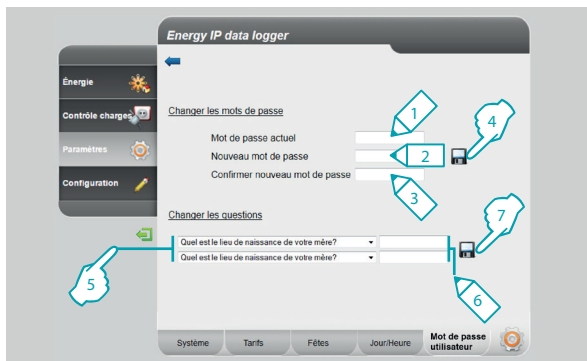 Energy IP data logger
Énergie
Contrôle charges
Paramètres
Configuration
Changer les mots de passe
Mot de passe actuel
Nouveau mot de passe
Confirmer nouveau mot de passe
1
2
3
4
Changer les questions
Quel est le lieu de naissance de votre mère?
Quel est le lieu de naissance de votre mère?
5
6
7
Système
Tarifs
Fêtes
Jour/Heure
Mot de passe
utilisateur